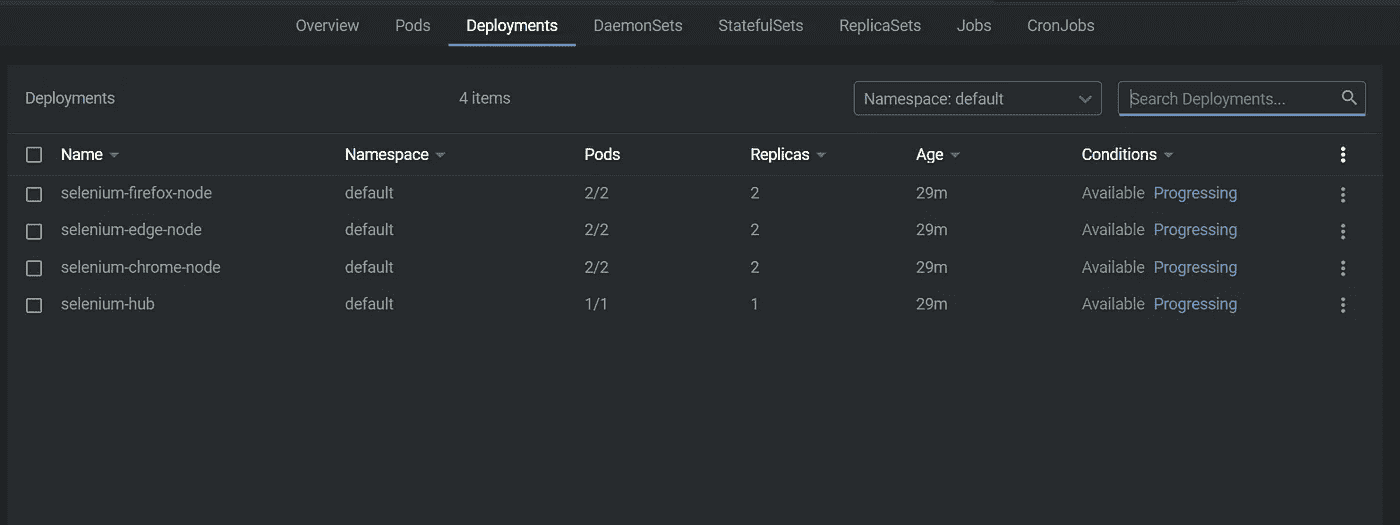 Overview Pods Deployments DaemonSets StatefulSets ReplicaSets Jobs CronJobs
Deployments 4 items Namespace: default Search Deployments...
Name Namespace Pods Replicas Age Conditions
selenium-firefox-node default 2/2 2 29m Available Progressing
selenium-edge-node default 2/2 2 29m Available Progressing
selenium-chrome-node default 2/2 2 29m Available Progressing
selenium-hub default 1/1 1 29m Available Progressing